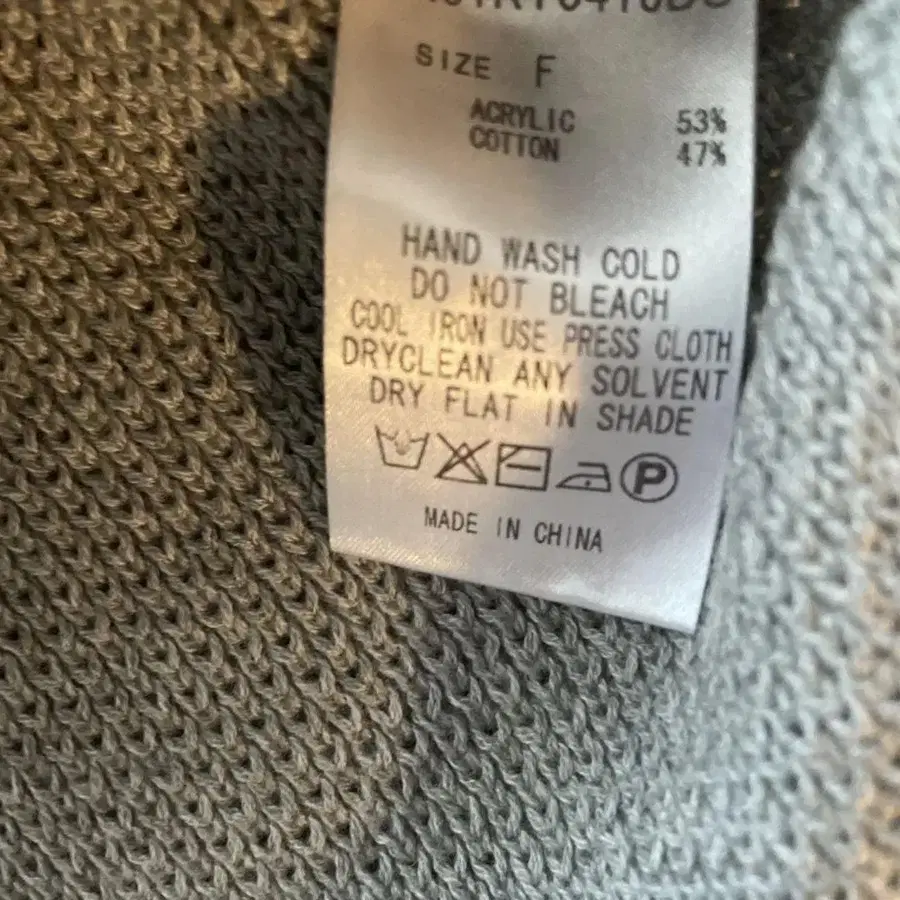 SIZE F
ACRYLIC 53%
COTTON 47%
HAND WASH COLD
DO NOT BLEACH
COOL IRON USE PRESS CLOTH
DRYCLEAN ANY SOLVENT
DRY FLAT IN SHADE
P
MADE IN CHINA